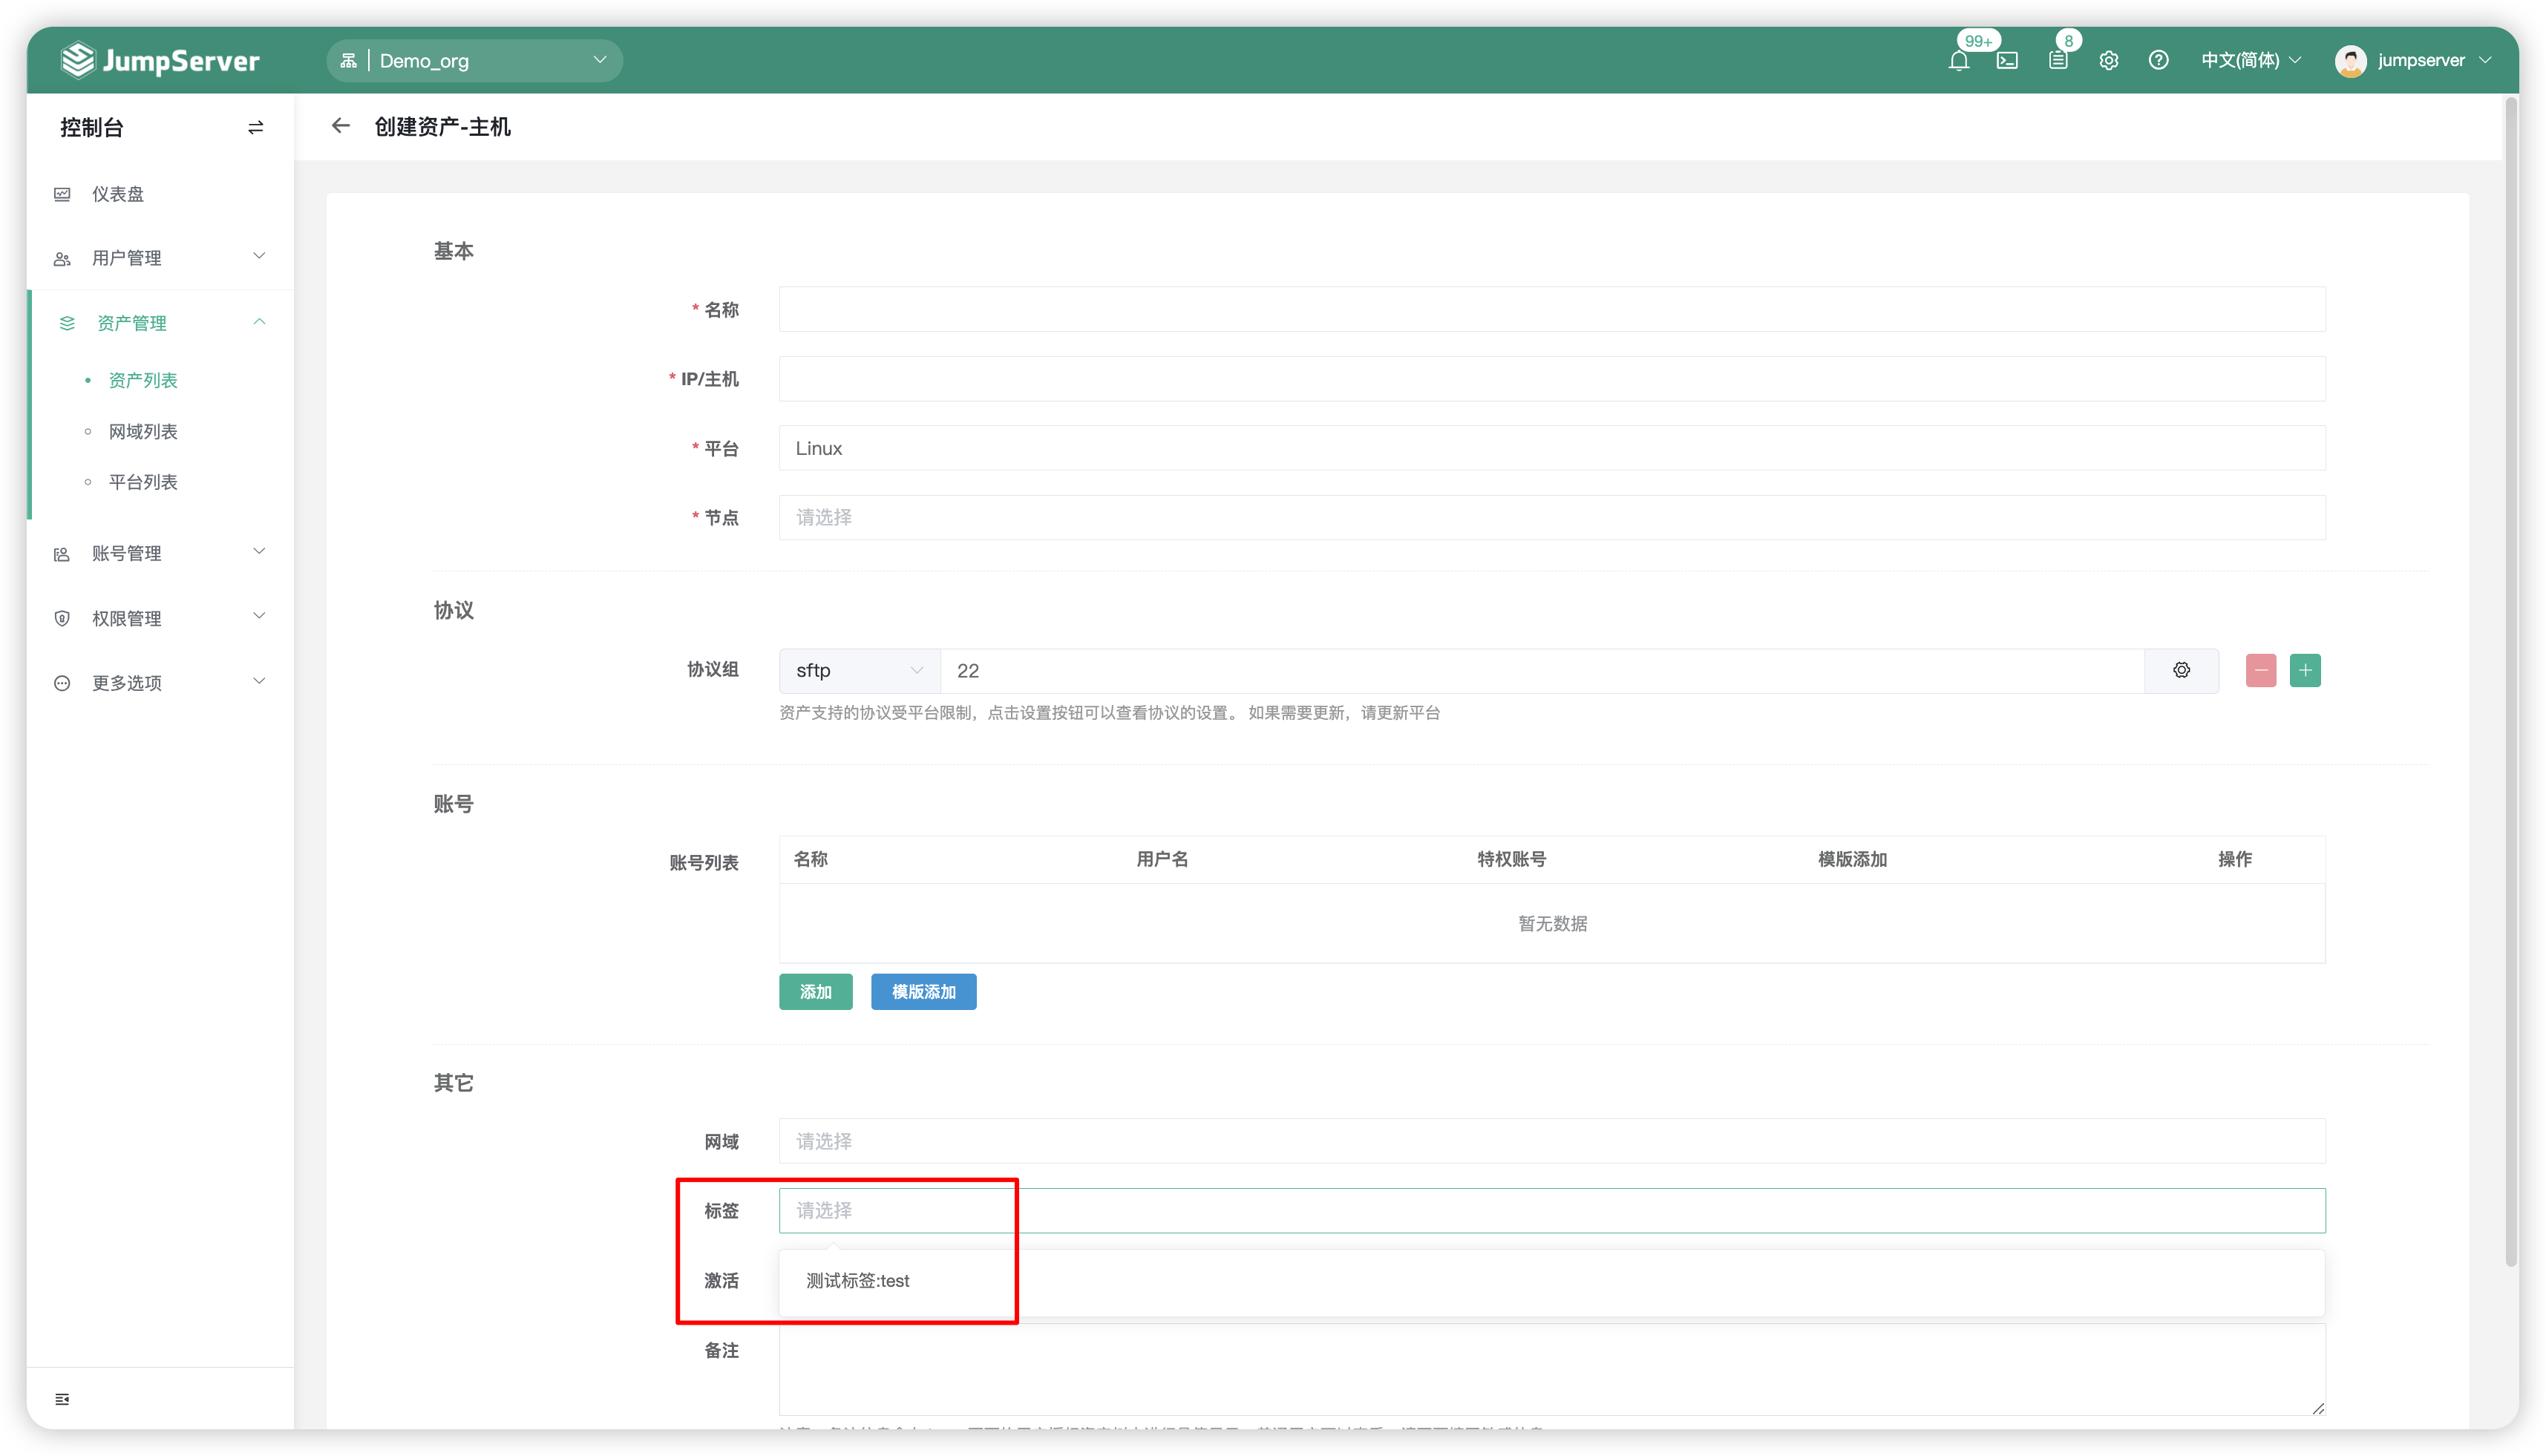 JumpServer
Demo_org
99+
8
中文(简体)
jumpserver
控制台
创建资产-主机
仪表盘
用户管理
资产管理
资产列表
网域列表
平台列表
账号管理
权限管理
更多选项
基本
* 名称
* IP/主机
* 平台 Linux
* 节点 请选择
协议
协议组 sftp 22
资产支持的协议受平台限制，点击设置按钮可以查看协议的设置。 如果需要更新，请更新平台
账号
账号列表 名称 用户名 特权账号 模版添加 操作
暂无数据
添加 模版添加
其它
网域 请选择
标签 请选择
激活 测试标签:test
备注